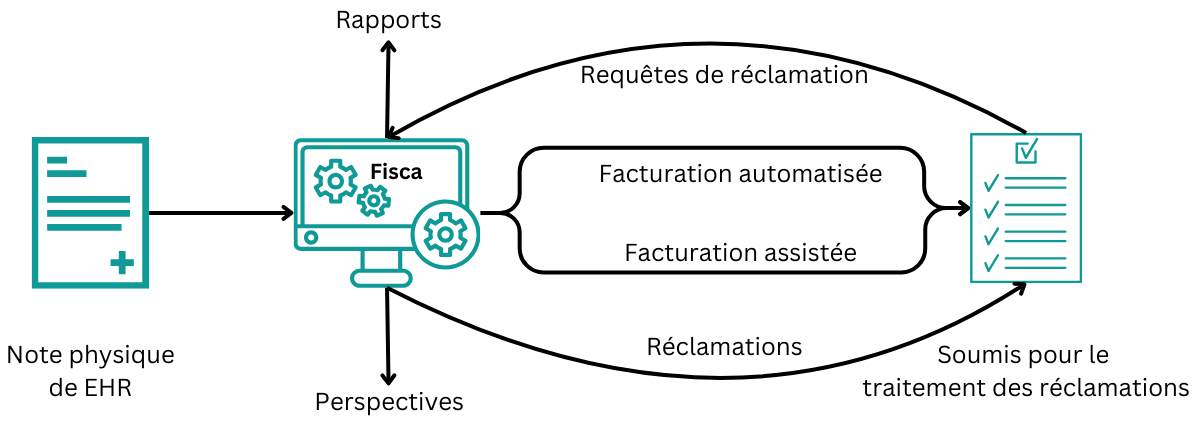 Rapports
Requêtes de réclamation
Fisca
Facturation automatisée
Facturation assistée
Réclamations
Note physique
de EHR
Soumis pour le
traitement des réclamations
Perspectives